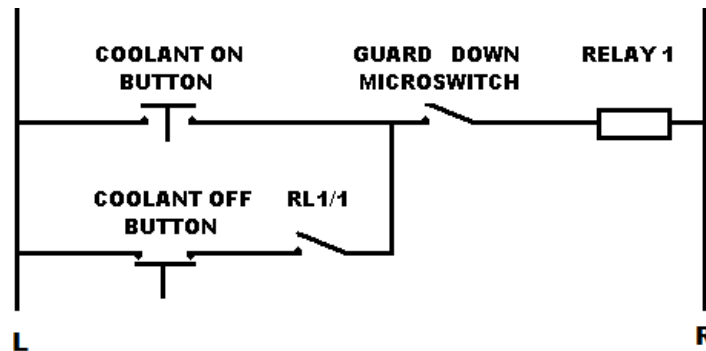 COOLANT ON
BUTTON
GUARD DOWN
MICROSWITCH
RELAY 1
COOLANT OFF
BUTTON
RL1/1
L
R